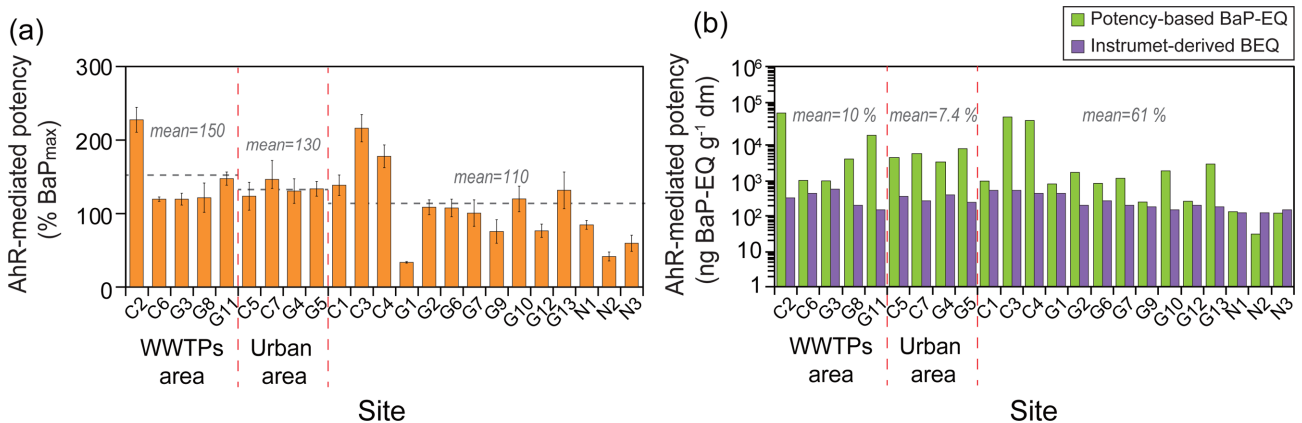 (a)
AhR-mediated potency
(% BaPmax)
300
200
100
0
mean=150
mean=130
mean=110
C2 C6 G3 G8 G11 C5 C7 G4 G5 C1 C3 C4 G1 G2 G6 G7 G9 G10 G12 G13 N1 N2 N3
WWTPs
area
Urban
area
Site
(b)
Potency-based BaP-EQ
Instrumet-derived BEQ
AhR-mediated potency
(ng BaP-EQ g-1 dm)
10^6
10^5
10^4
10^3
10^2
10
1
mean=10 %
mean=7.4 %
mean=61 %
C2 C6 G3 G8 G11 C5 C7 G4 G5 C1 C3 C4 G1 G2 G6 G7 G9 G10 G12 G13 N1 N2 N3
WWTPs
area
Urban
area
Site